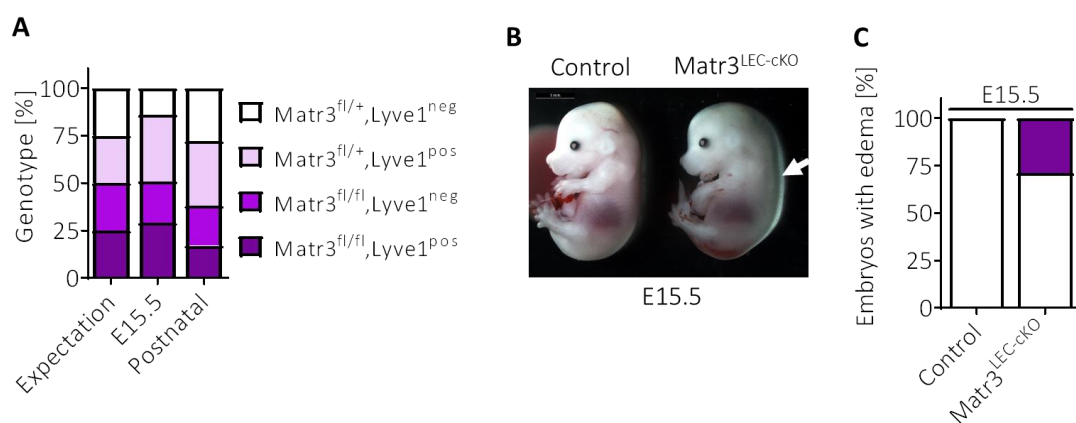 A
Genotype [%]
100
75
50
25
0
Expectation
E15.5
Postnatal
Matr3fl/+,Lyve1neg
Matr3fl/+,Lyve1pos
Matr3fl/fl,Lyve1neg
Matr3fl/fl,Lyve1pos
B
Control
Matr3LEC-cKO
E15.5
C
Embryos with edema [%]
E15.5
100
75
50
25
0
Control
Matr3LEC-cKO